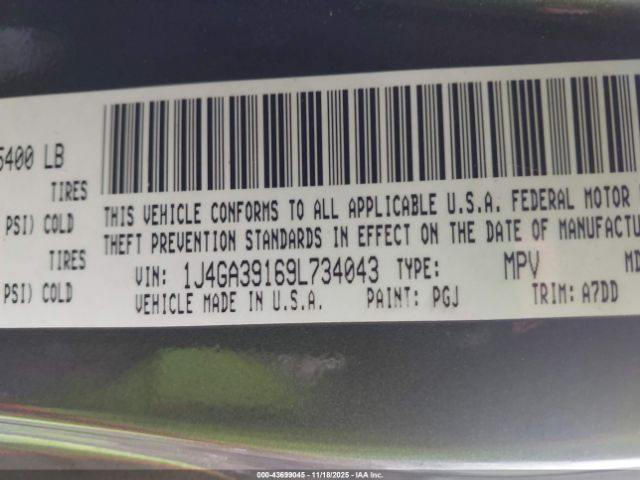 5400 LB
TIRES
THIS VEHICLE CONFORMS TO ALL APPLICABLE U.S.A. FEDERAL MOTOR
PSI) COLD
THEFT PREVENTION STANDARDS IN EFFECT ON THE DATE OF MANUFACTU
TIRES
VIN: 1J4GA39169L734043 TYPE: MPV MD
PSI) COLD
VEHICLE MADE IN U.S.A. PAINT: PGJ TRIM: A7DD
000-43699045 - 11/18/2025 - IAA Inc.